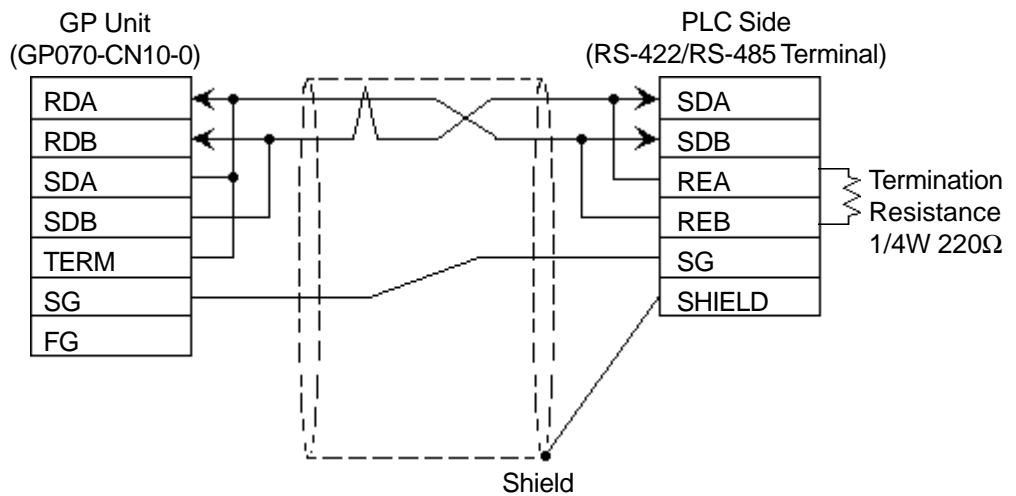 GP Unit
(GP070-CN10-0)
RDA
RDB
SDA
SDB
TERM
SG
FG
PLC Side
(RS-422/RS-485 Terminal)
SDA
SDB
REA
REB
SG
SHIELD
Termination
Resistance
1/4W 220Ω
Shield